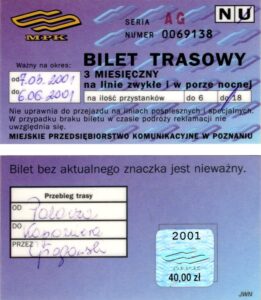 SERIA AG
NUMER 0069138
NU
MPK
BILET TRASOWY
3 MIESIĘCZNY
na linie zwykłe i w porze nocnej
Ważny na okres:
od 7.03.2001
do 6.06 2001
na ilość przystanków
do 6
do 18
Nie uprawnia do przejazdu na liniach pospiesznych i specjalnych.
W przypadku braku biletu w czasie podróży reklamacji nie
uwzględnia się.
MIEJSKIE PRZEDSIĘBIORSTWO KOMUNIKACYJNE W POZNANIU
Bilet bez aktualnego znaczka jest nieważny.
Przebieg trasy
OD
DO
PRZEZ
2001
MPK
40,00 zł
JWN